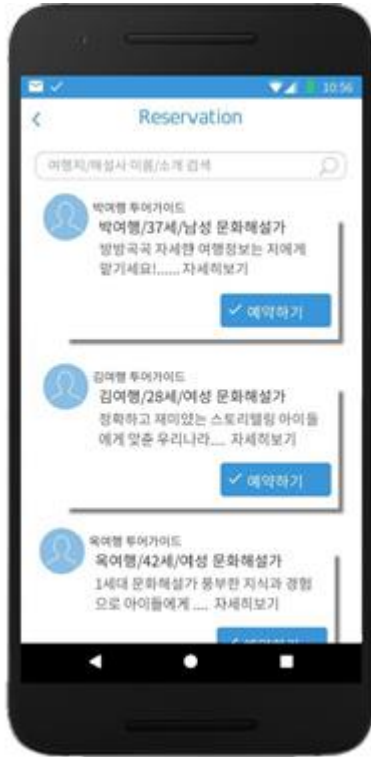 10:56
Reservation
여행지/해설사 이름/소개 검색
박여행 투어가이드
박여행/37세/남성 문화해설가
방방곡곡 자세한 여행정보는 저에게
맡기세요!...... 자세히보기
예약하기
김여행 투어가이드
김여행/28세/여성 문화해설가
정확하고 재미있는 스토리텔링 아이들
에게 맞춘 우리나라.... 자세히보기
예약하기
옥여행 투어가이드
옥여행/42세/여성 문화해설가
1세대 문화해설가 풍부한 지식과 경험
으로 아이들에게 .... 자세히보기
예약하기